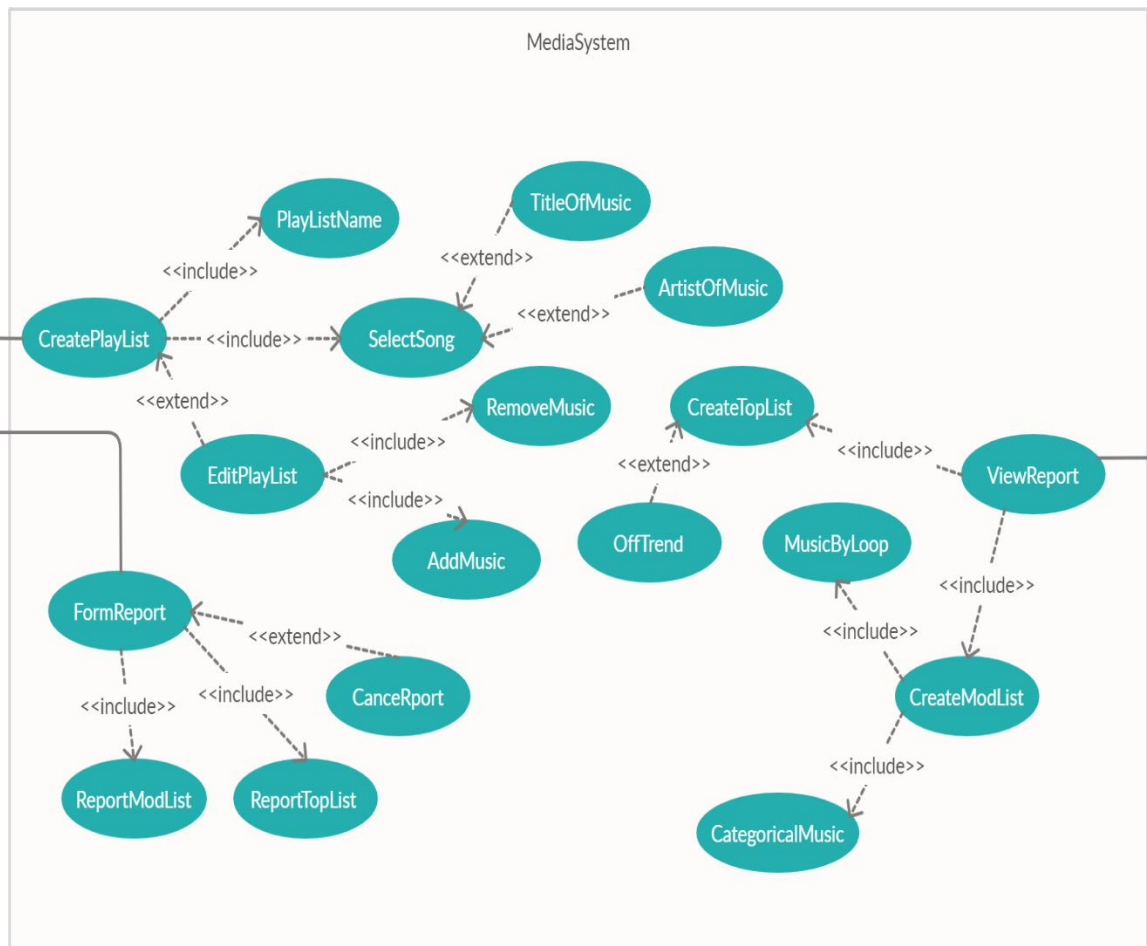 MediaSystem
TitleOfMusic
PlayListName
<<extend>>
<<include>>
ArtistOfMusic
<<extend>>
CreatePlayList
<<include>>
SelectSong
<<extend>>
RemoveMusic
CreateTopList
<<include>>
<<include>>
EditPlayList
<<extend>>
ViewReport
<<include>>
OffTrend
MusicByLoop
AddMusic
<<include>>
FormReport
<<extend>>
<<include>>
<<include>>
<<include>>
CanceRport
CreateModList
<<include>>
ReportModList
ReportTopList
CategoricalMusic